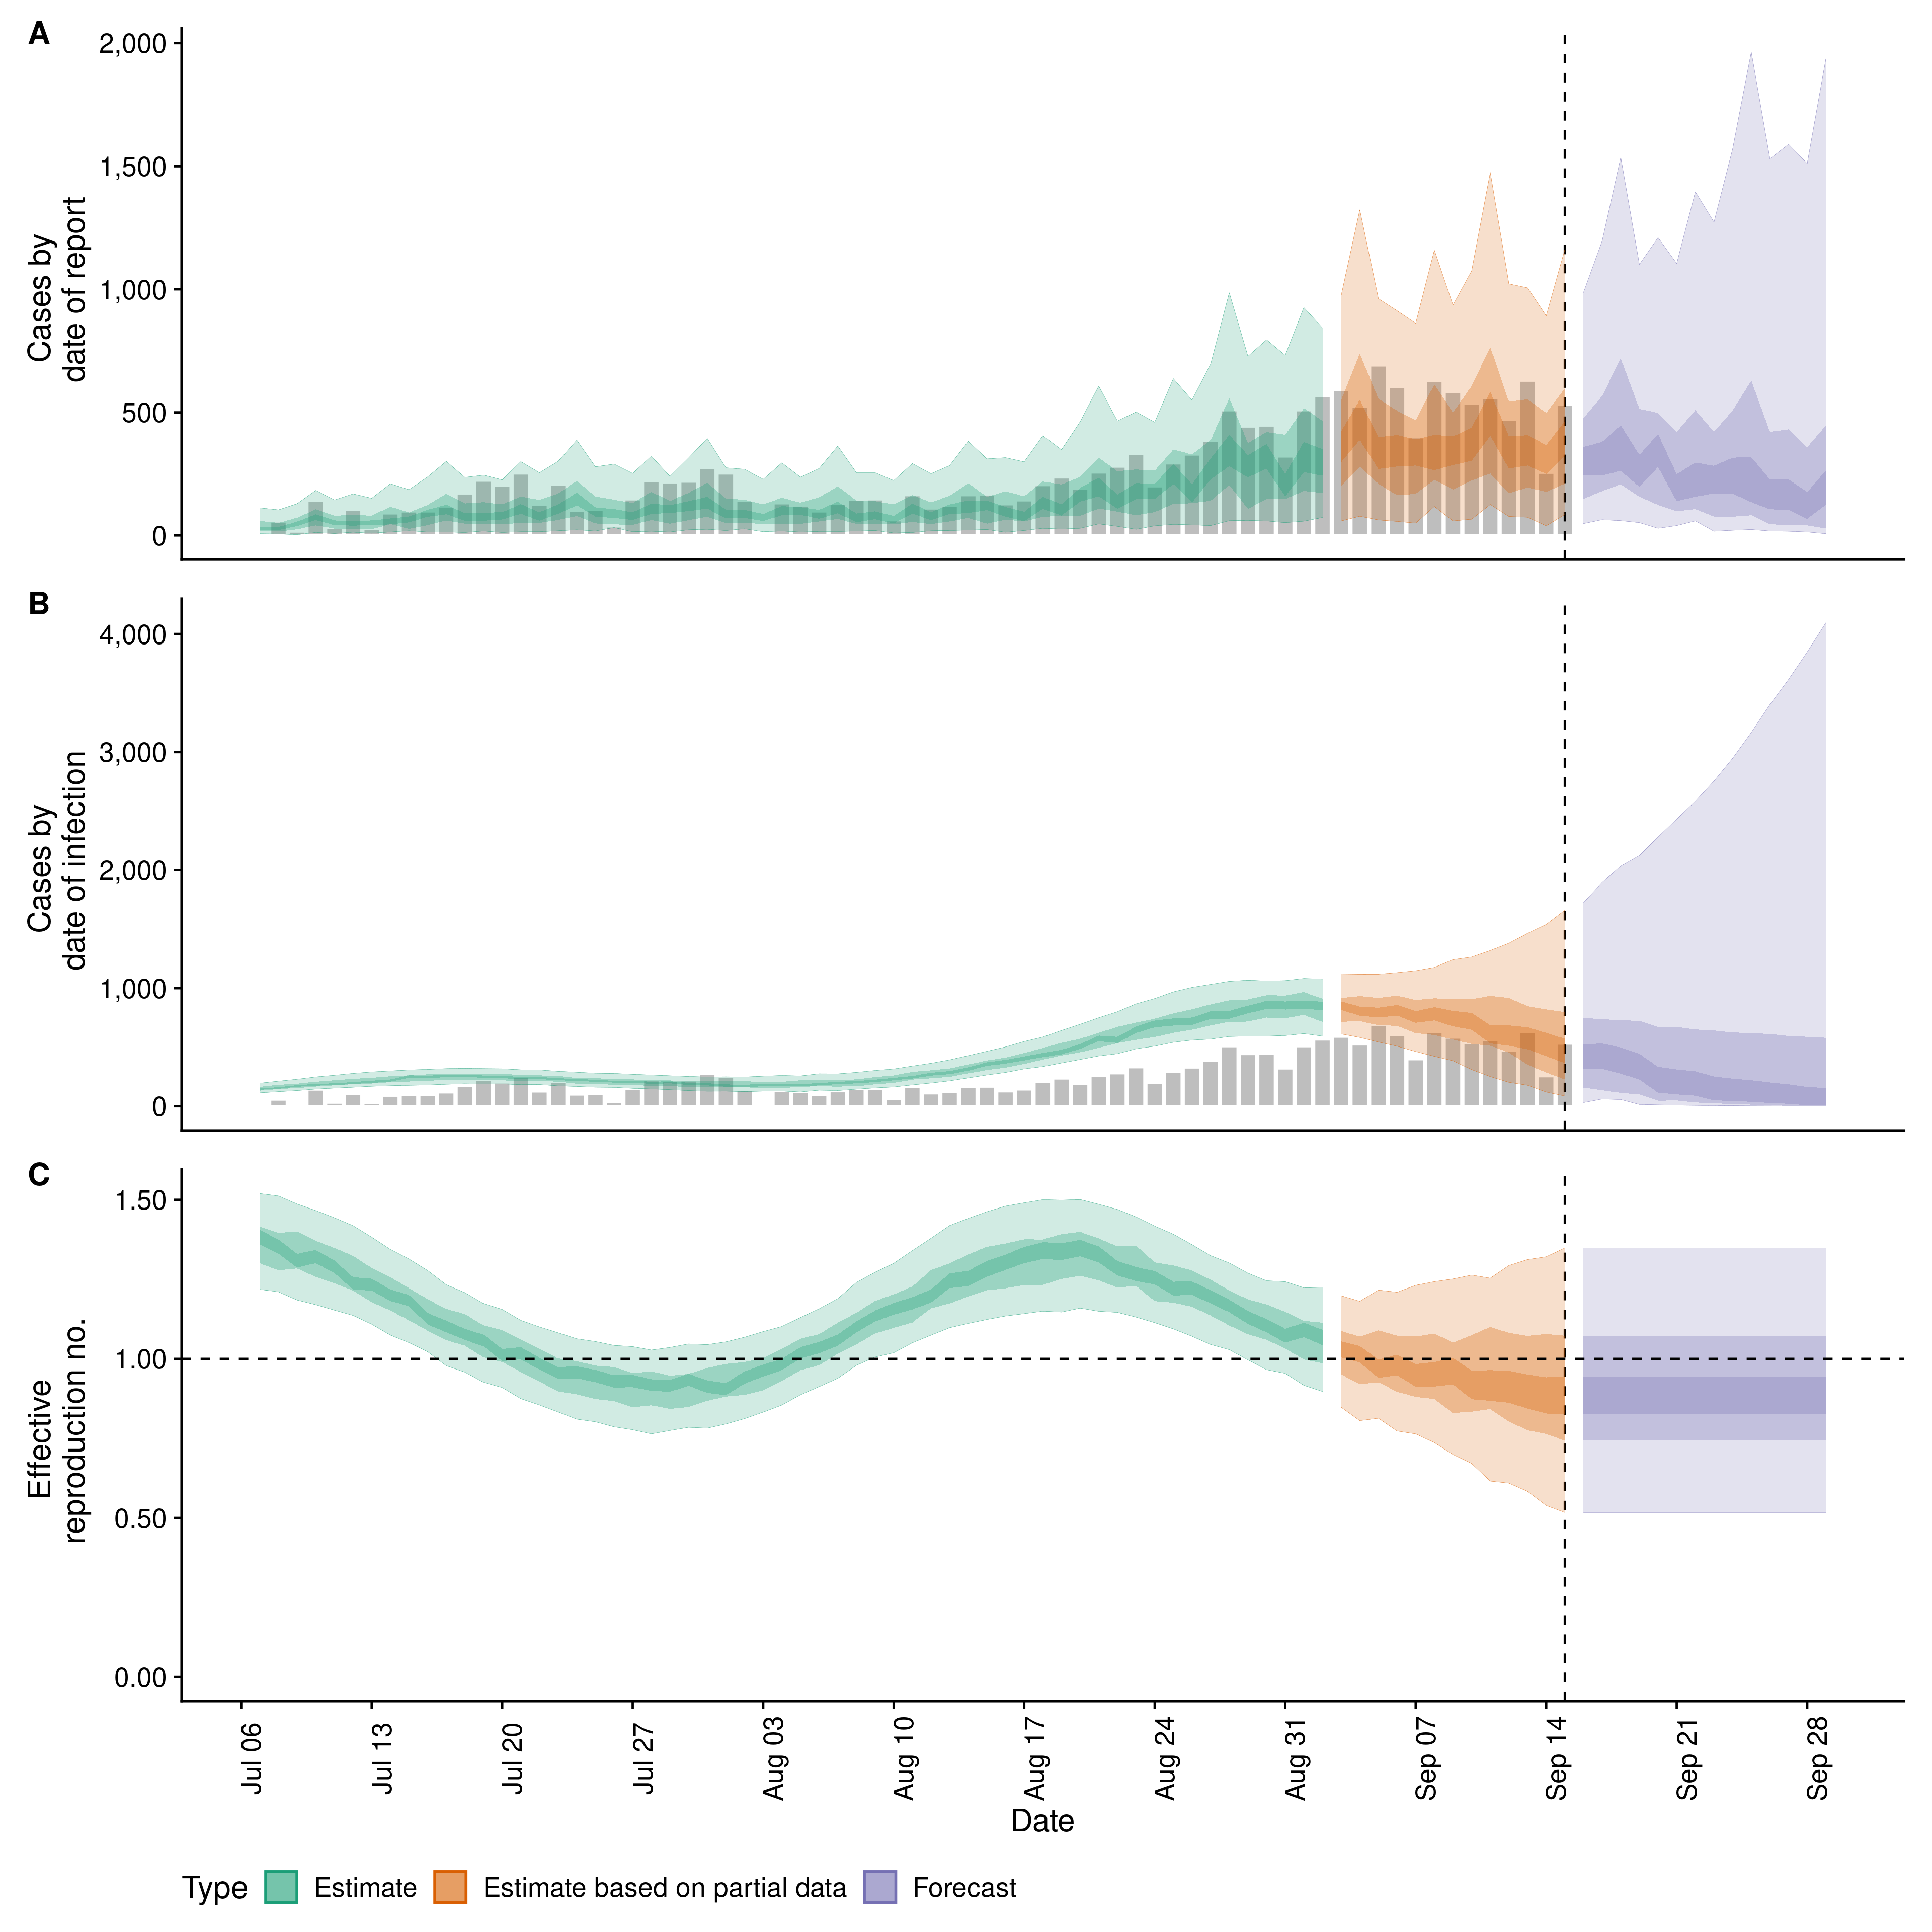 A
2,000
1,500
1,000
500
0
Cases by
date of report
B
4,000
3,000
2,000
1,000
0
Cases by
date of infection
C
1.50
1.00
0.50
0.00
Effective
reproduction no.
Jul 06
Jul 13
Jul 20
Jul 27
Aug 03
Aug 10
Aug 17
Aug 24
Aug 31
Sep 07
Sep 14
Sep 21
Sep 28
Date
Type
Estimate
Estimate based on partial data
Forecast